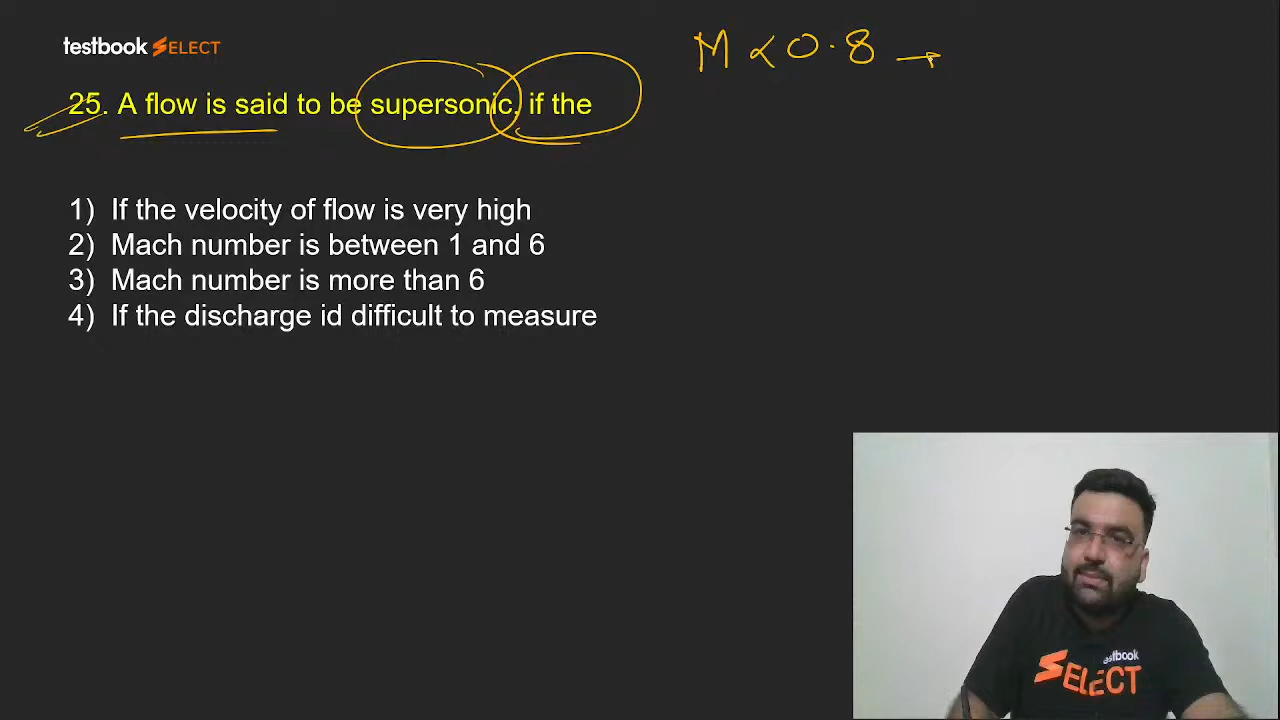 testbook SELECT
M < 0.8 →
25. A flow is said to be supersonic, if the
1) If the velocity of flow is very high
2) Mach number is between 1 and 6
3) Mach number is more than 6
4) If the discharge id difficult to measure
testbook
SELECT